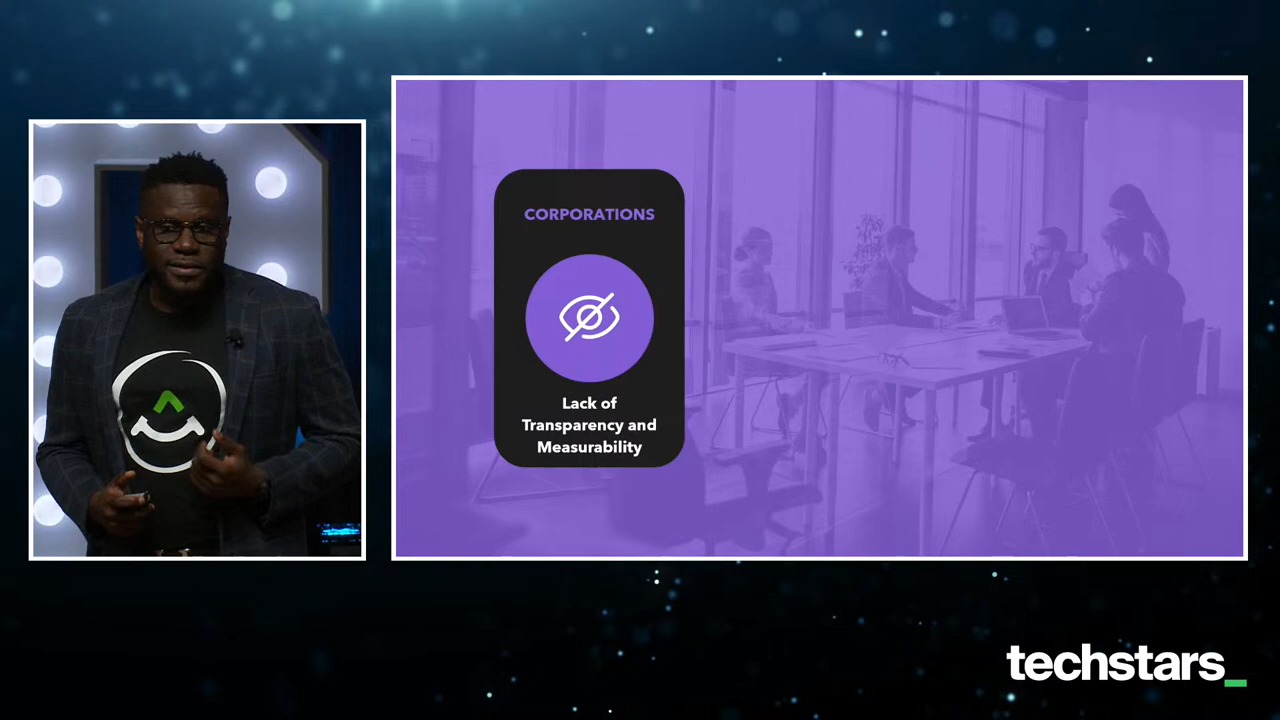 CORPORATIONS
Lack of
Transparency and
Measurability
techstars_